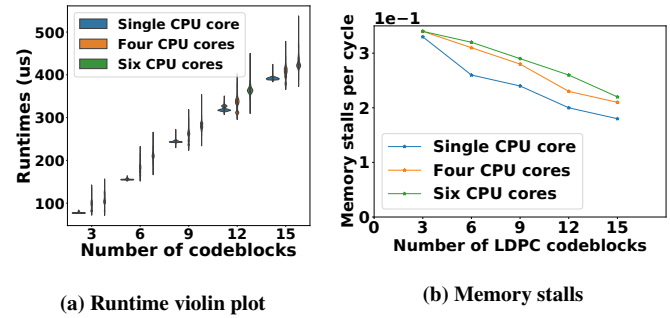 Runtimes (us)
500
400
300
200
100
Single CPU core
Four CPU cores
Six CPU cores
3 6 9 12 15
Number of codeblocks
(a) Runtime violin plot
1e−1
Memory stalls per cycle
3
2
1
Single CPU core
Four CPU cores
Six CPU cores
0 3 6 9 12 15
Number of LDPC codeblocks
(b) Memory stalls